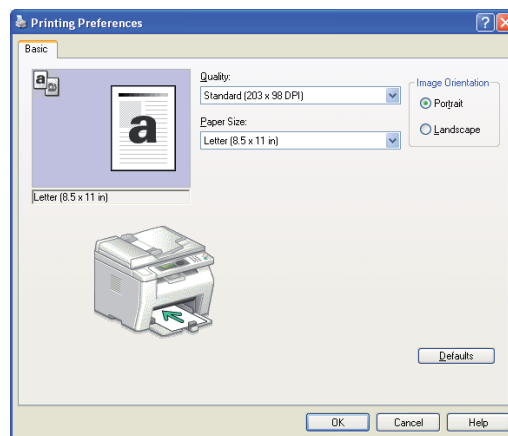 Printing Preferences
Basic
a
a
Letter (8.5 x 11 in)
Quality:
Standard (203 x 98 DPI)
Paper Size:
Letter (8.5 x 11 in)
Image Orientation
Portrait
Landscape
Defaults
OK Cancel Help